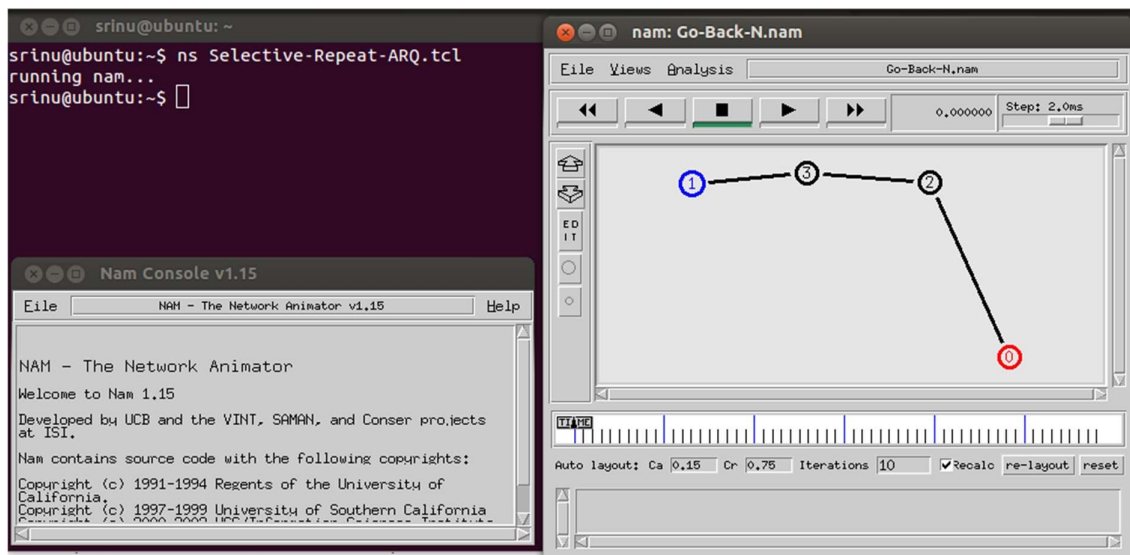 srinu@ubuntu: ~
srinu@ubuntu:~$ ns Selective-Repeat-ARQ.tcl
running nam...
srinu@ubuntu:~$
Nam Console v1.15
File NAM - The Network Animator v1.15 Help
NAM - The Network Animator
Welcome to Nam 1.15
Developed by UCB and the VINT, SAMAN, and Conser projects
at ISI.
Nam contains source code with the following copyrights:
Copyright (c) 1991-1994 Regents of the University of
California.
Copyright (c) 1997-1999 University of Southern California
nam: Go-Back-N.nam
File Views Analysis Go-Back-N.nam
0.000000 Step: 2.0ms
ED
IT
1 3 2
0
TIME
Auto layout: Ca 0.15 Cr 0.75 Iterations 10 Recalc re-layout reset